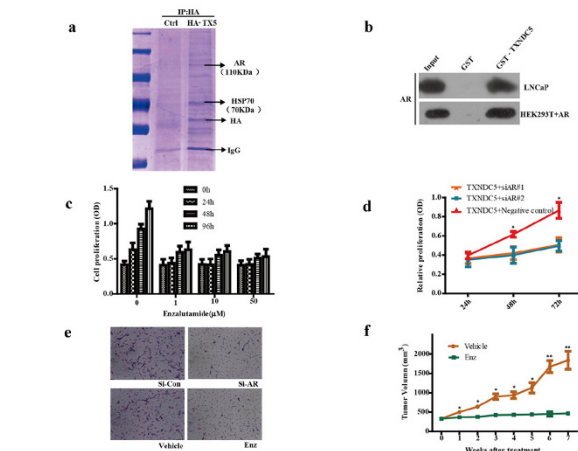 a
IP:HA
Ctrl HA-TX5
AR
(110KDa)
HSP70
(70KDa)
HA
IgG
b
Input
GST
GST - TXNDC5
AR
LNCaP
HEK293T+AR
c
Cell proliferation (OD)
2.0
1.5
1.0
0.5
0.0
0h
24h
48h
96h
0 1 10 50
Enzalutamide(μM)
d
TXNDC5+siAR#1
TXNDC5+siAR#2
TXNDC5+Negative control
Relative proliferation (OD)
1.0
0.8
0.6
0.4
0.2
0.0
* *
24h 48h 72h
e
Si-Con Si-AR
Vehicle Enz
f
Vehicle
Enz
Tumor Volumn (mm3)
2000
1500
1000
500
0
* * * * * ** **
0 1 2 3 4 5 6 7
Weeks after treatment